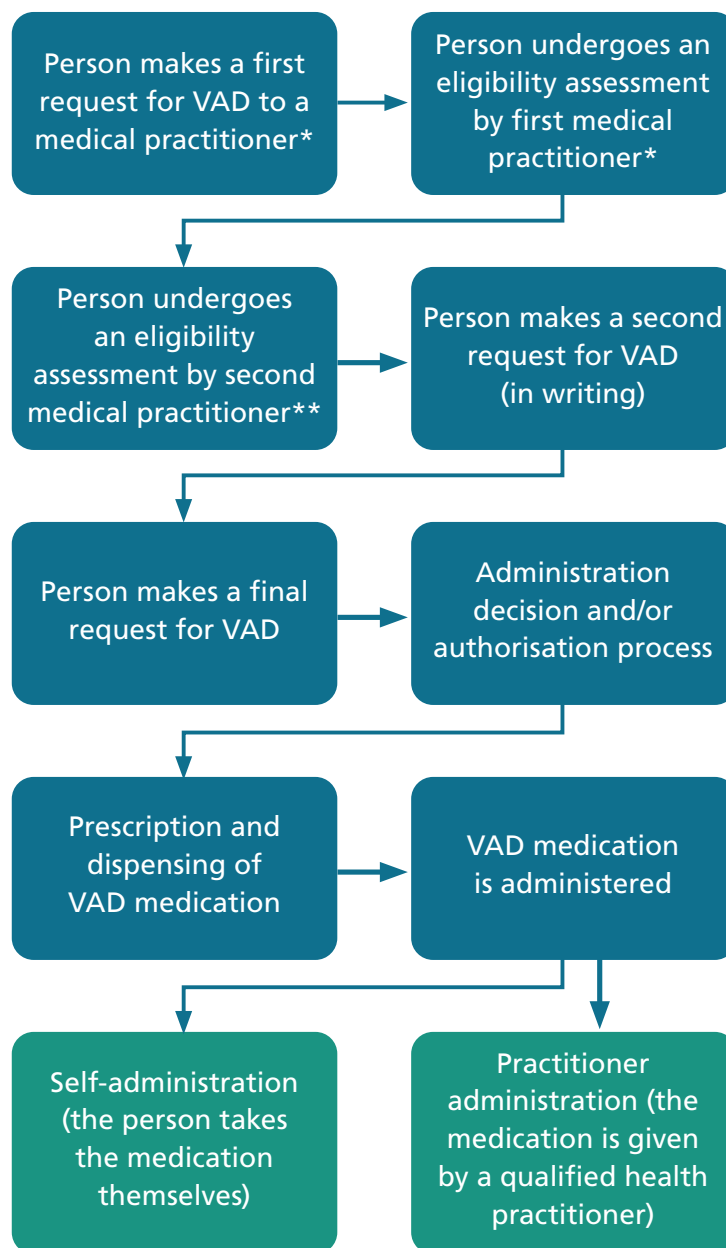 Person makes a first
request for VAD to a
medical practitioner*
Person undergoes an
eligibility assessment
by first medical
practitioner*
Person undergoes
an eligibility
assessment by second
medical practitioner**
Person makes a second
request for VAD
(in writing)
Person makes a final
request for VAD
Administration
decision and/or
authorisation process
Prescription and
dispensing of
VAD medication
VAD medication
is administered
Self-administration
(the person takes
the medication
themselves)
Practitioner
administration (the
medication is given
by a qualified health
practitioner)